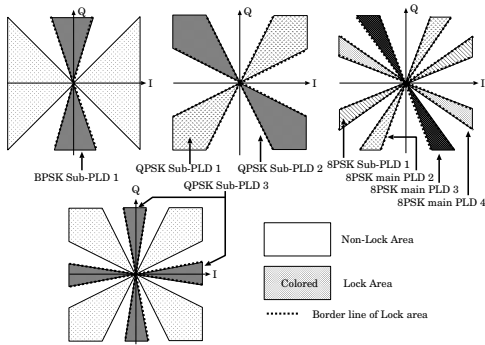 Q
I
BPSK Sub-PLD 1
Q
I
QPSK Sub-PLD 1
QPSK Sub-PLD 2
QPSK Sub-PLD 3
Q
I
8PSK Sub-PLD 1
8PSK main PLD 2
8PSK main PLD 3
8PSK main PLD 4
Q
I
Non-Lock Area
Colored
Lock Area
Border line of Lock area